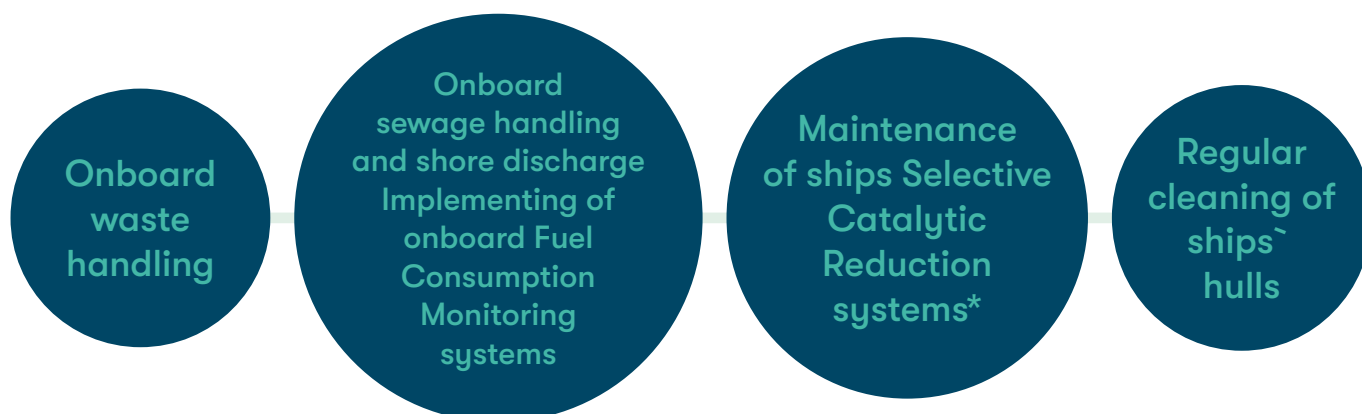 Onboard
waste
handling
Onboard
sewage handling
and shore discharge
Implementing of
onboard Fuel
Consumption
Monitoring
systems
Maintenance
of ships Selective
Catalytic
Reduction
systems*
Regular
cleaning of
ships`
hulls